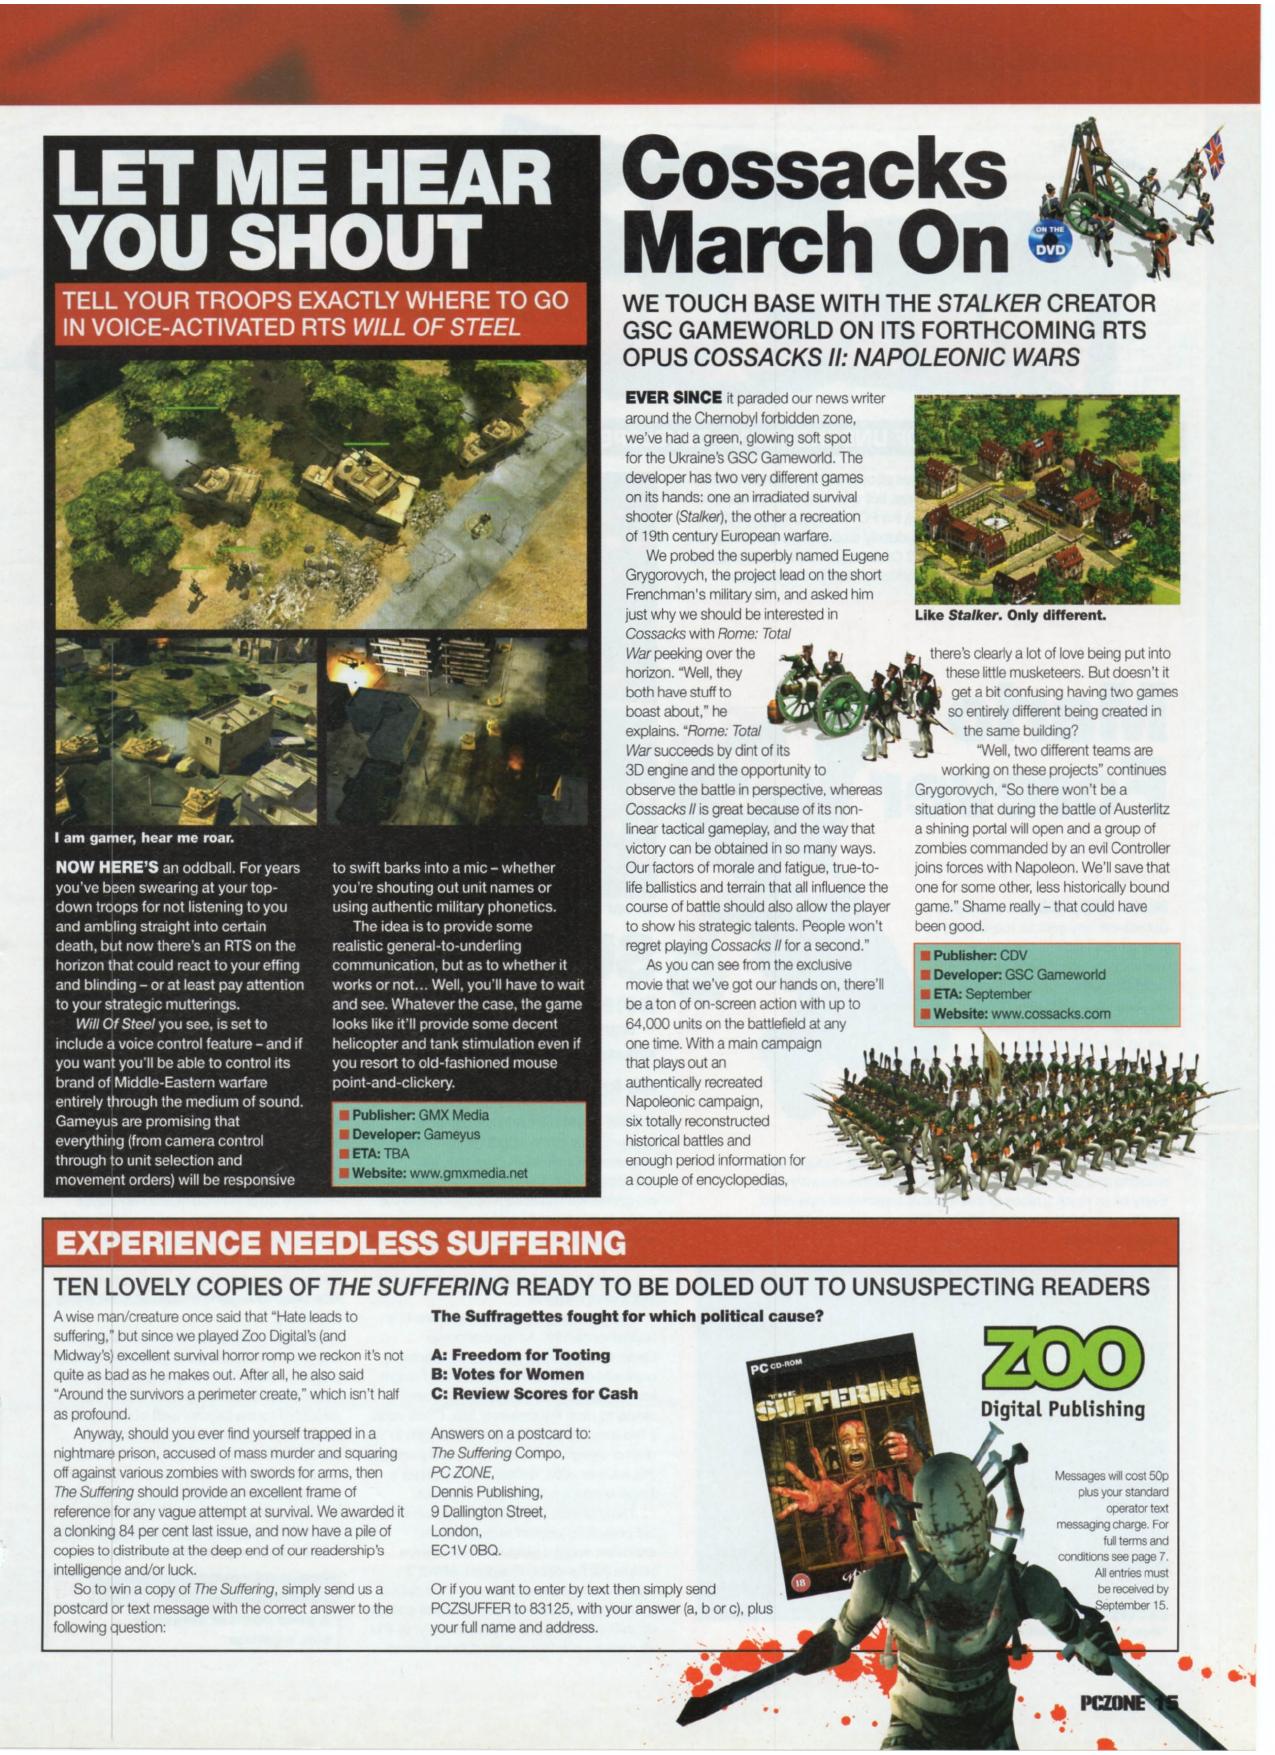 LET ME HEAR
YOU SHOUT
TELL YOUR TROOPS EXACTLY WHERE TO GO
IN VOICE-ACTIVATED RTS WILL OF STEEL
I am gamer, hear me roar.
NOW HERE'S an oddball. For years
you've been swearing at your top-
down troops for not listening to you
and ambling straight into certain
death, but now there's an RTS on the
horizon that could react to your effing
and blinding – or at least pay attention
to your strategic mutterings.
Will Of Steel you see, is set to
include a voice control feature – and if
you want you'll be able to control its
brand of Middle-Eastern warfare
entirely through the medium of sound.
Gameyus are promising that
everything (from camera control
through to unit selection and
movement orders) will be responsive
to swift barks into a mic – whether
you're shouting out unit names or
using authentic military phonetics.
The idea is to provide some
realistic general-to-underling
communication, but as to whether it
works or not... Well, you'll have to wait
and see. Whatever the case, the game
looks like it'll provide some decent
helicopter and tank stimulation even if
you resort to old-fashioned mouse
point-and-clickery.
Publisher: GMX Media
Developer: Gameyus
ETA: TBA
Website: www.gmxmedia.net
Cossacks
March On
ON THE
DVD
WE TOUCH BASE WITH THE STALKER CREATOR
GSC GAMEWORLD ON ITS FORTHCOMING RTS
OPUS COSSACKS II: NAPOLEONIC WARS
EVER SINCE it paraded our news writer
around the Chernobyl forbidden zone,
we've had a green, glowing soft spot
for the Ukraine's GSC Gameworld. The
developer has two very different games
on its hands: one an irradiated survival
shooter (Stalker), the other a recreation
of 19th century European warfare.
We probed the superbly named Eugene
Grygorovych, the project lead on the short
Frenchman's military sim, and asked him
just why we should be interested in
Cossacks with Rome: Total
War peeking over the
horizon. "Well, they
both have stuff to
boast about," he
explains. "Rome: Total
War succeeds by dint of its
3D engine and the opportunity to
observe the battle in perspective, whereas
Cossacks II is great because of its non-
linear tactical gameplay, and the way that
victory can be obtained in so many ways.
Our factors of morale and fatigue, true-to-
life ballistics and terrain that all influence the
course of battle should also allow the player
to show his strategic talents. People won't
regret playing Cossacks II for a second."
As you can see from the exclusive
movie that we've got our hands on, there'll
be a ton of on-screen action with up to
64,000 units on the battlefield at any
one time. With a main campaign
that plays out an
authentically recreated
Napoleonic campaign,
six totally reconstructed
historical battles and
enough period information for
a couple of encyclopedias,
Like Stalker. Only different.
there's clearly a lot of love being put into
these little musketeers. But doesn't it
get a bit confusing having two games
so entirely different being created in
the same building?
"Well, two different teams are
working on these projects" continues
Grygorovych, "So there won't be a
situation that during the battle of Austerlitz
a shining portal will open and a group of
zombies commanded by an evil Controller
joins forces with Napoleon. We'll save that
one for some other, less historically bound
game." Shame really – that could have
been good.
Publisher: CDV
Developer: GSC Gameworld
ETA: September
Website: www.cossacks.com
EXPERIENCE NEEDLESS SUFFERING
TEN LOVELY COPIES OF THE SUFFERING READY TO BE DOLED OUT TO UNSUSPECTING READERS
A wise man/creature once said that "Hate leads to
suffering," but since we played Zoo Digital's (and
Midway's) excellent survival horror romp we reckon it's not
quite as bad as he makes out. After all, he also said
"Around the survivors a perimeter create," which isn't half
as profound.
Anyway, should you ever find yourself trapped in a
nightmare prison, accused of mass murder and squaring
off against various zombies with swords for arms, then
The Suffering should provide an excellent frame of
reference for any vague attempt at survival. We awarded it
a clonking 84 per cent last issue, and now have a pile of
copies to distribute at the deep end of our readership's
intelligence and/or luck.
So to win a copy of The Suffering, simply send us a
postcard or text message with the correct answer to the
following question:
The Suffragettes fought for which political cause?
A: Freedom for Tooting
B: Votes for Women
C: Review Scores for Cash
Answers on a postcard to:
The Suffering Compo,
PC ZONE,
Dennis Publishing,
9 Dallington Street,
London,
EC1V 0BQ.
Or if you want to enter by text then simply send
PCZSUFFER to 83125, with your answer (a, b or c), plus
your full name and address.
PC CD-ROM
THE
SUFFERING
18
ZOO
Digital Publishing
Messages will cost 50p
plus your standard
operator text
messaging charge. For
full terms and
conditions see page 7.
All entries must
be received by
September 15.
PCZONE 15